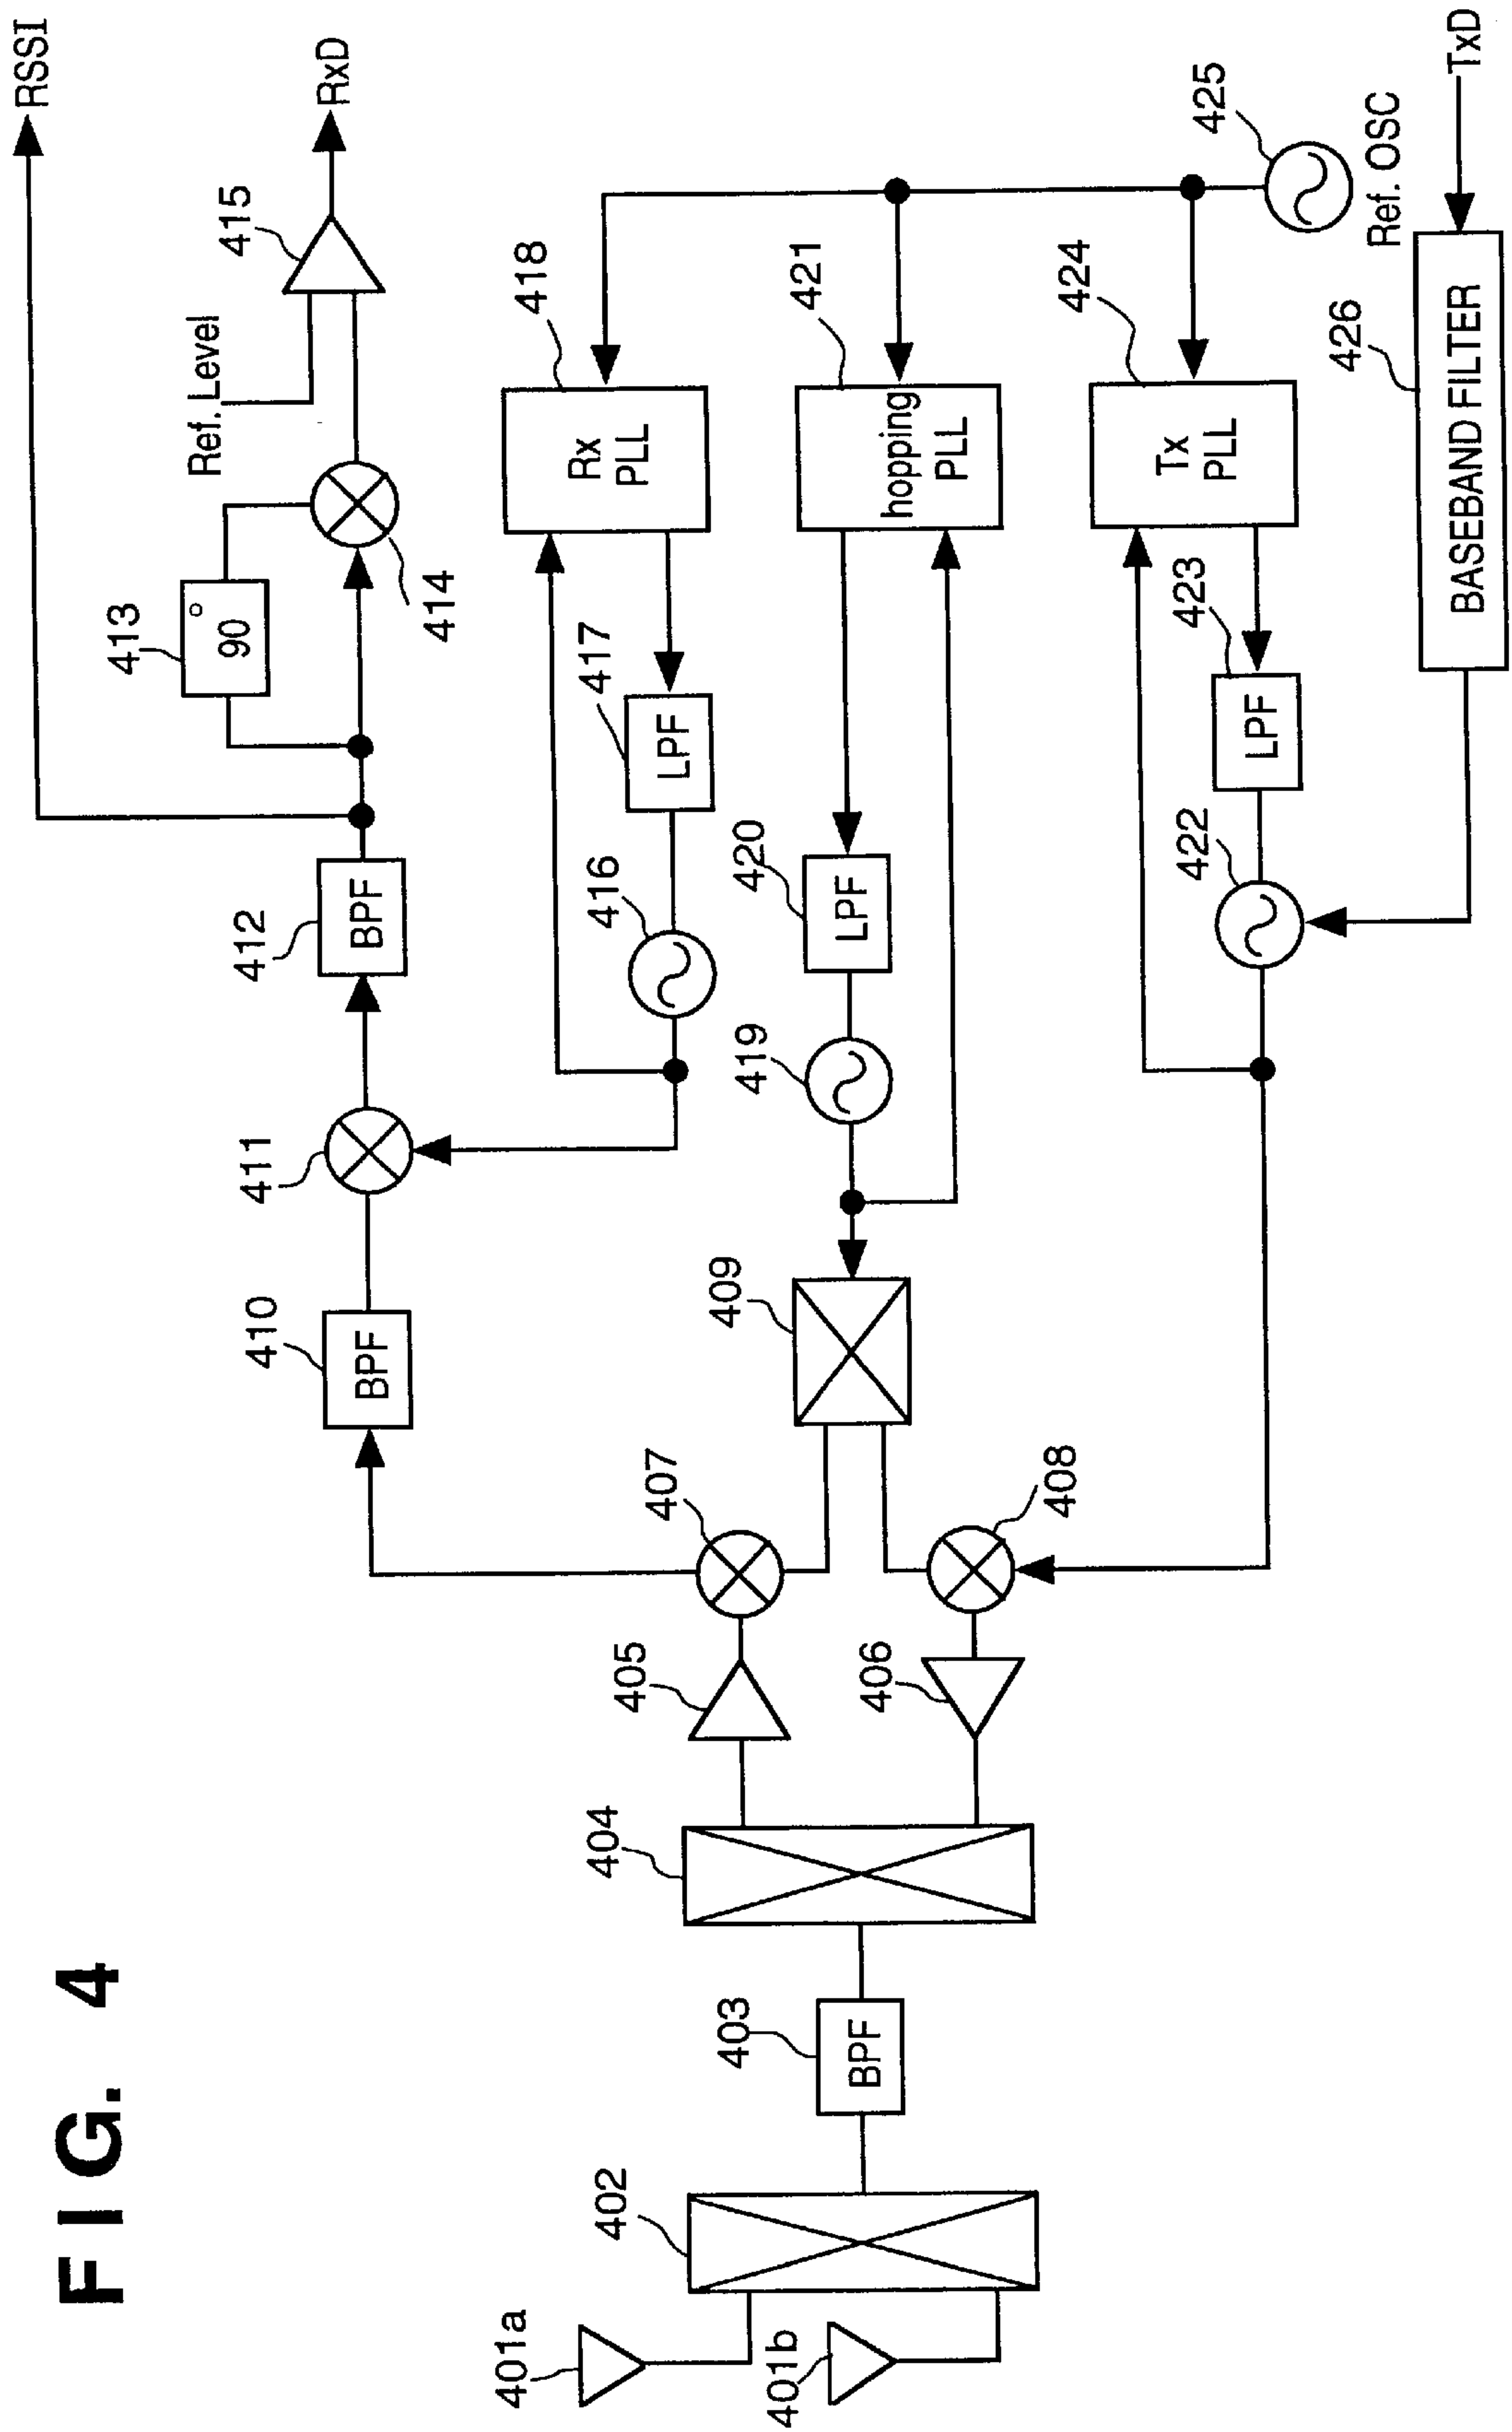 FIG. 4
RSSI
RxD
415
Ref. Level
413
90°
414
412
BPF
411
410
BPF
418
Rx
PLL
417
LPF
416
421
hopping
PLL
420
LPF
419
409
425
Ref. OSC
424
Tx
PLL
423
LPF
422
TxD
426
BASEBAND FILTER
407
408
405
406
404
403
BPF
402
401a
401b